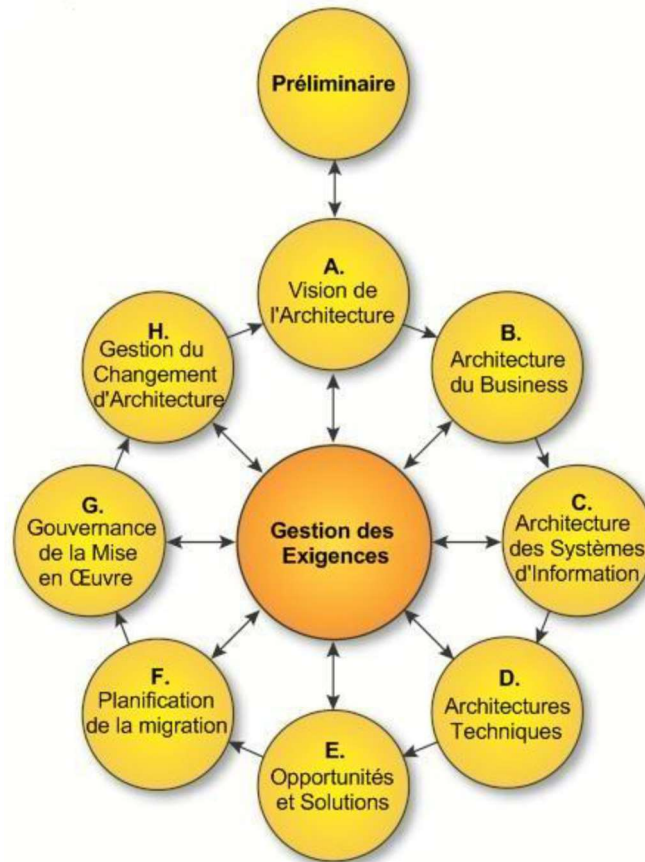 Préliminaire
A.
Vision de
l'Architecture
B.
Architecture
du Business
C.
Architecture
des Systèmes
d'Information
D.
Architectures
Techniques
E.
Opportunités
et Solutions
F.
Planification
de la migration
G.
Gouvernance
de la Mise
en Œuvre
H.
Gestion du
Changement
d'Architecture
Gestion des
Exigences